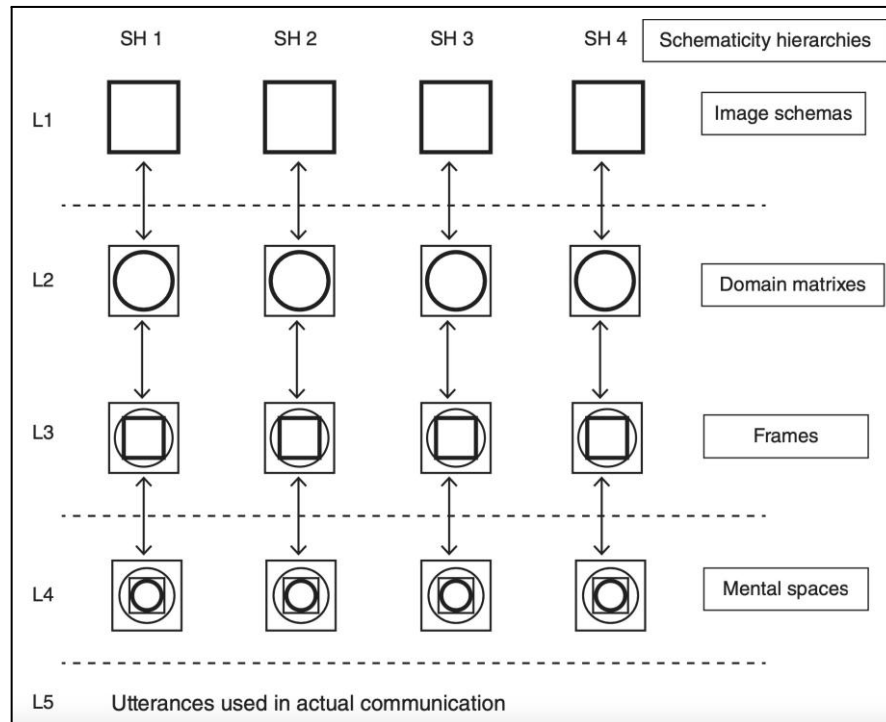 SH 1 SH 2 SH 3 SH 4 Schematicity hierarchies
L1 Image schemas
L2 Domain matrixes
L3 Frames
L4 Mental spaces
L5 Utterances used in actual communication